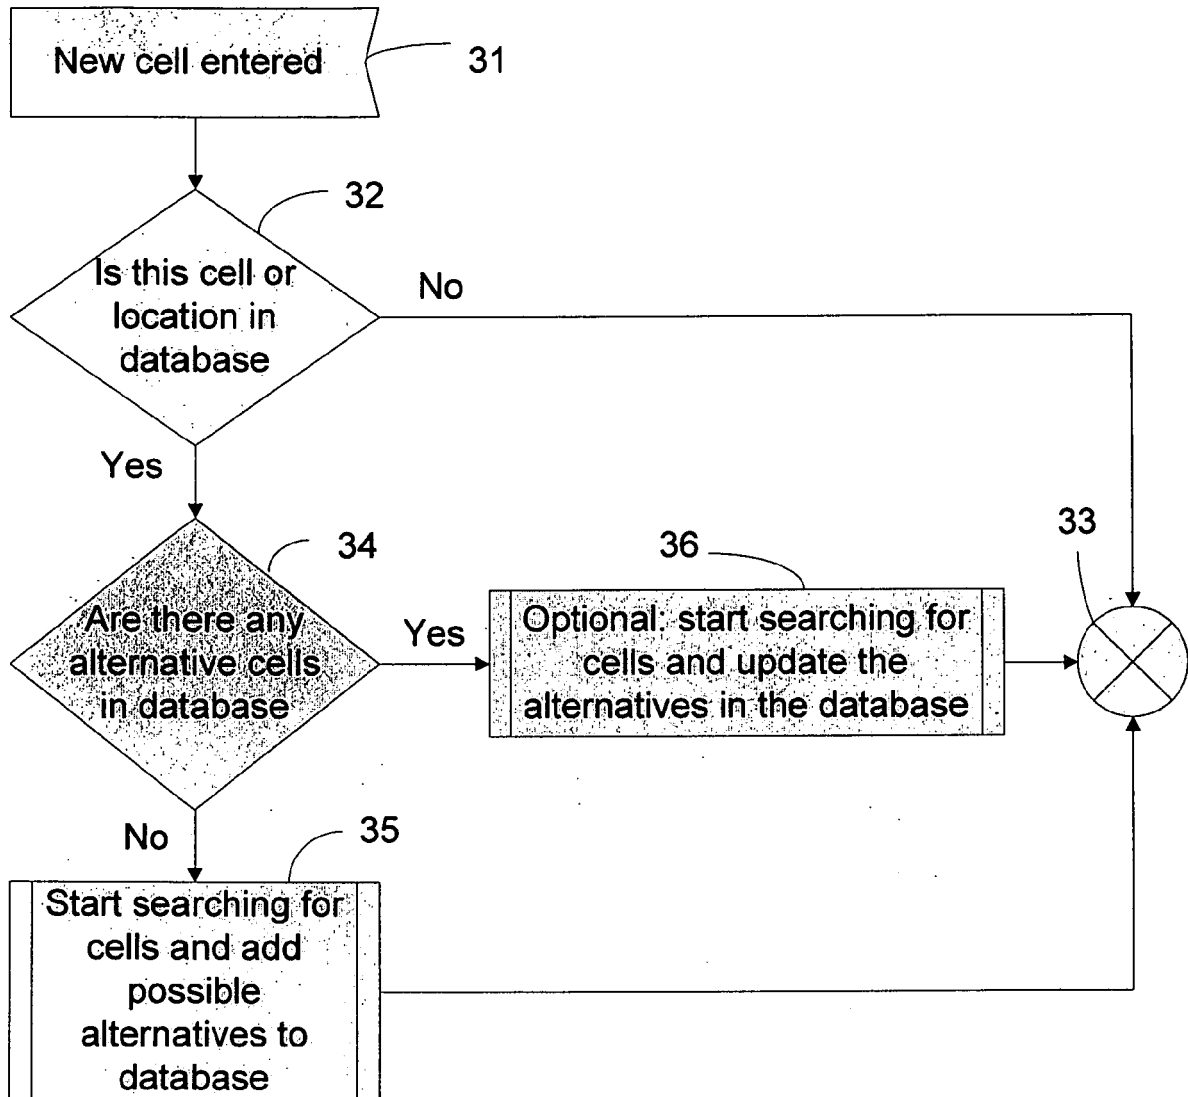 New cell entered
31
32
Is this cell or
location in
database
No
Yes
34
36
33
Are there any
alternative cells
in database
Yes
Optional: start searching for
cells and update the
alternatives in the database
No
35
Start searching for
cells and add
possible
alternatives to
database